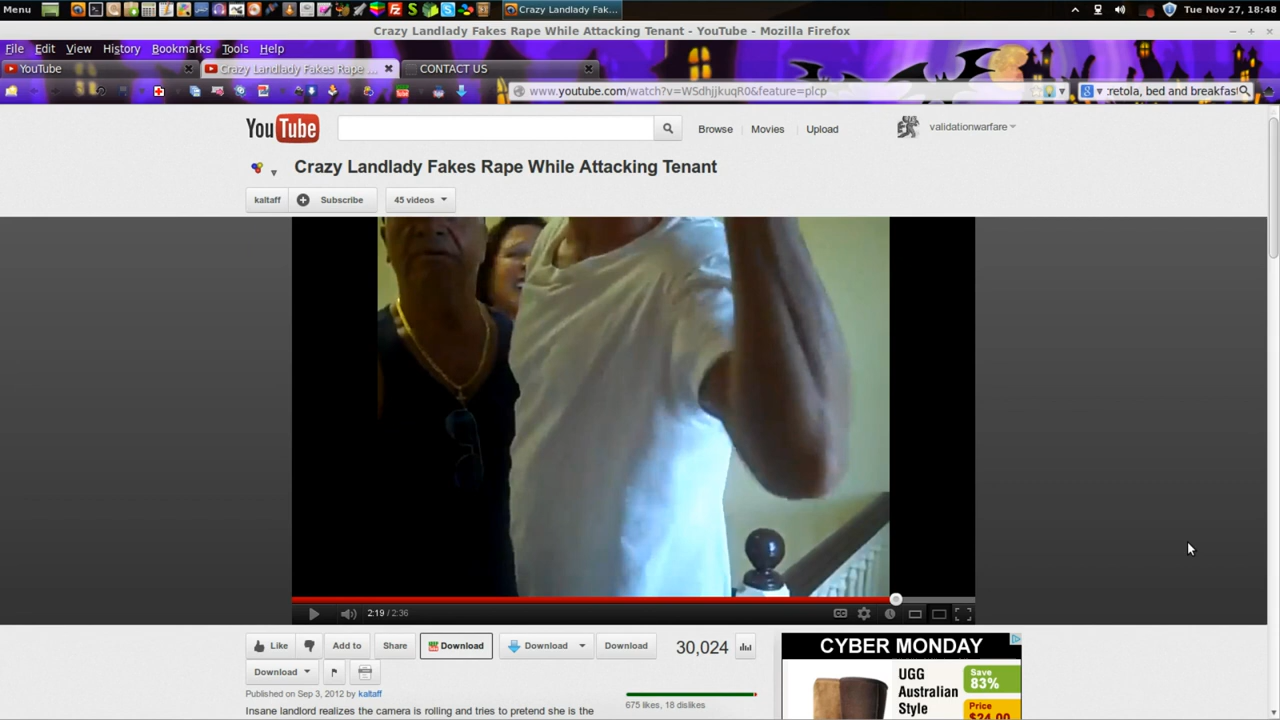 Menu
Crazy Landlady Fak...
Tue Nov 27, 18:48
Crazy Landlady Fakes Rape While Attacking Tenant - YouTube - Mozilla Firefox
File Edit View History Bookmarks Tools Help
YouTube
Crazy Landlady Fakes Rape ...
CONTACT US
www.youtube.com/watch?v=WSdhjjkuqR0&feature=plcp
retola, bed and breakfast
YouTube
Browse Movies Upload
validationwarfare
Crazy Landlady Fakes Rape While Attacking Tenant
kaltaff
Subscribe
45 videos
2:19 / 2:36
CC
Like
Add to
Share
Download
Download
Download
30,024
Download
Published on Sep 3, 2012 by kaltaff
675 likes, 18 dislikes
Insane landlord realizes the camera is rolling and tries to pretend she is the
CYBER MONDAY
UGG
Australian
Style
Save
83%
Price
$24.00